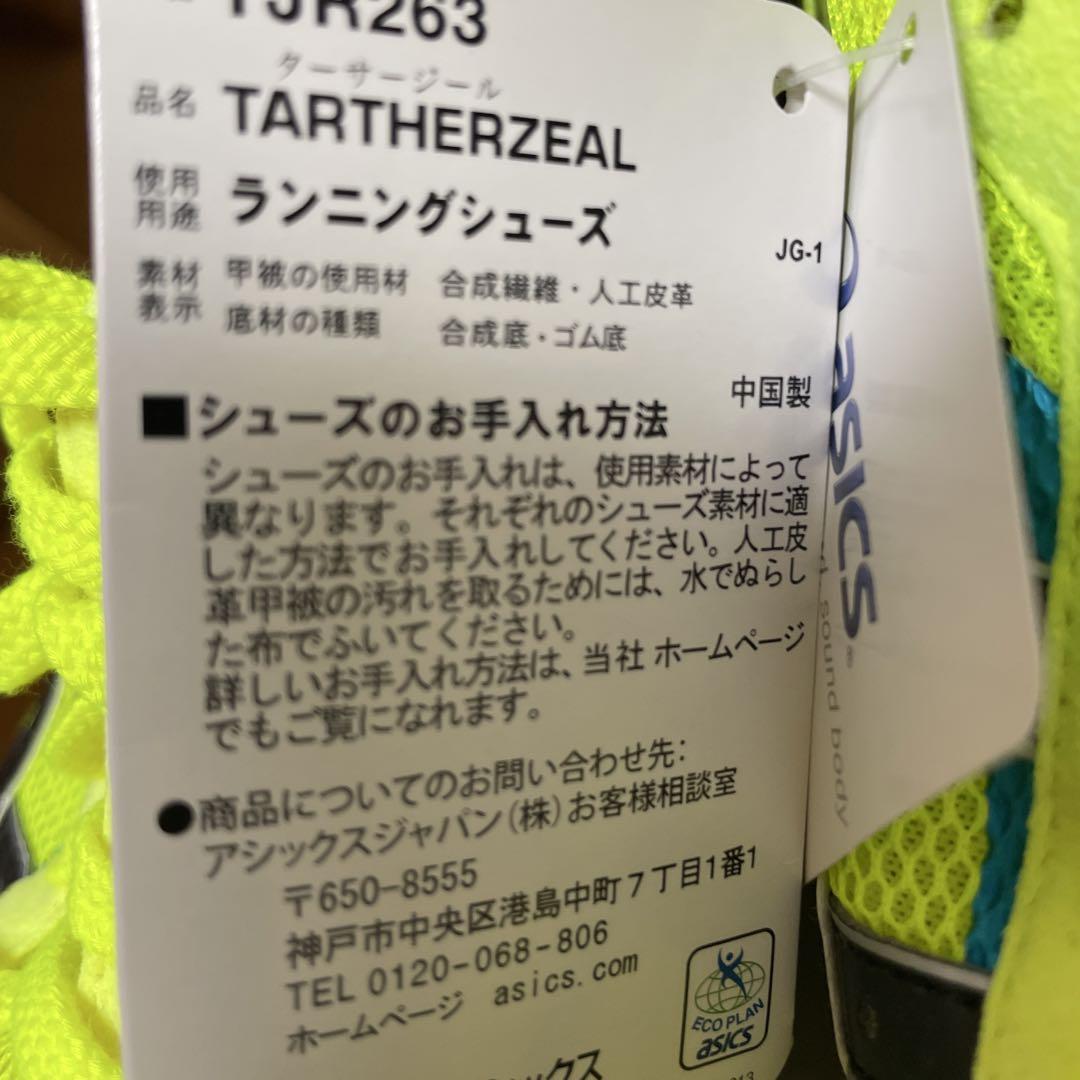 TJR263
ターサージール
品名 TARTHERZEAL
使用用途 ランニングシューズ
JG-1
素材表示 甲被の使用材 合成繊維・人工皮革
底材の種類 合成底・ゴム底
中国製
■シューズのお手入れ方法
シューズのお手入れは、使用素材によって
異なります。それぞれのシューズ素材に適
した方法でお手入れしてください。人工皮
革甲被の汚れを取るためには、水でぬらし
た布でふいてください。
詳しいお手入れ方法は、当社 ホームページ
でもご覧になれます。
●商品についてのお問い合わせ先:
アシックスジャパン(株)お客様相談室
〒650-8555
神戸市中央区港島中町7丁目1番1
TEL 0120-068-806
ホームページ asics.com
ECO PLAN
asics
asics®
sound body